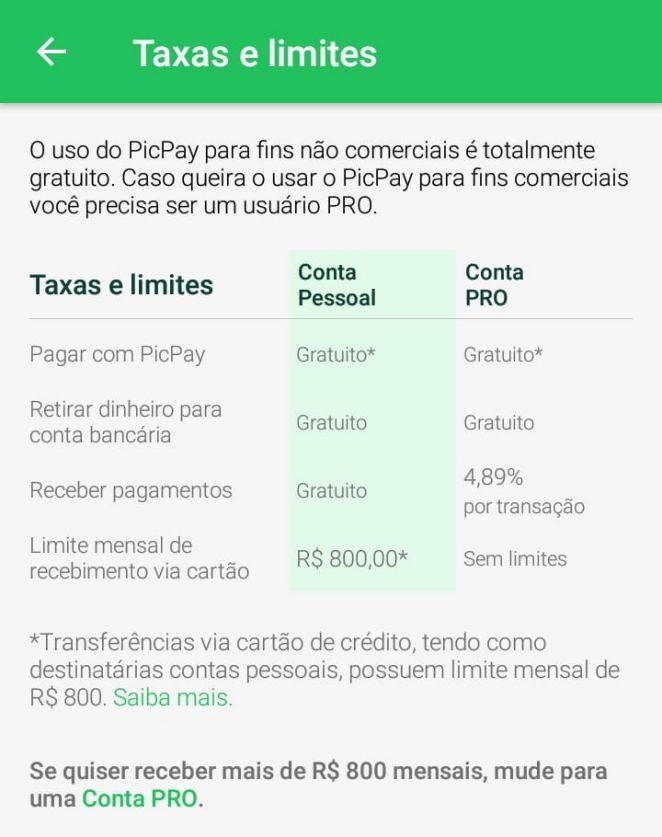 Taxas e limites
O uso do PicPay para fins não comerciais é totalmente
gratuito. Caso queira o usar o PicPay para fins comerciais
você precisa ser um usuário PRO.
Taxas e limites
Conta
Pessoal
Conta
PRO
Pagar com PicPay
Gratuito*
Gratuito*
Retirar dinheiro para
conta bancária
Gratuito
Gratuito
Receber pagamentos
Gratuito
4,89%
por transação
Limite mensal de
recebimento via cartão
R$ 800,00*
Sem limites
*Transferências via cartão de crédito, tendo como
destinatárias contas pessoais, possuem limite mensal de
R$ 800. Saiba mais.
Se quiser receber mais de R$ 800 mensais, mude para
uma Conta PRO.